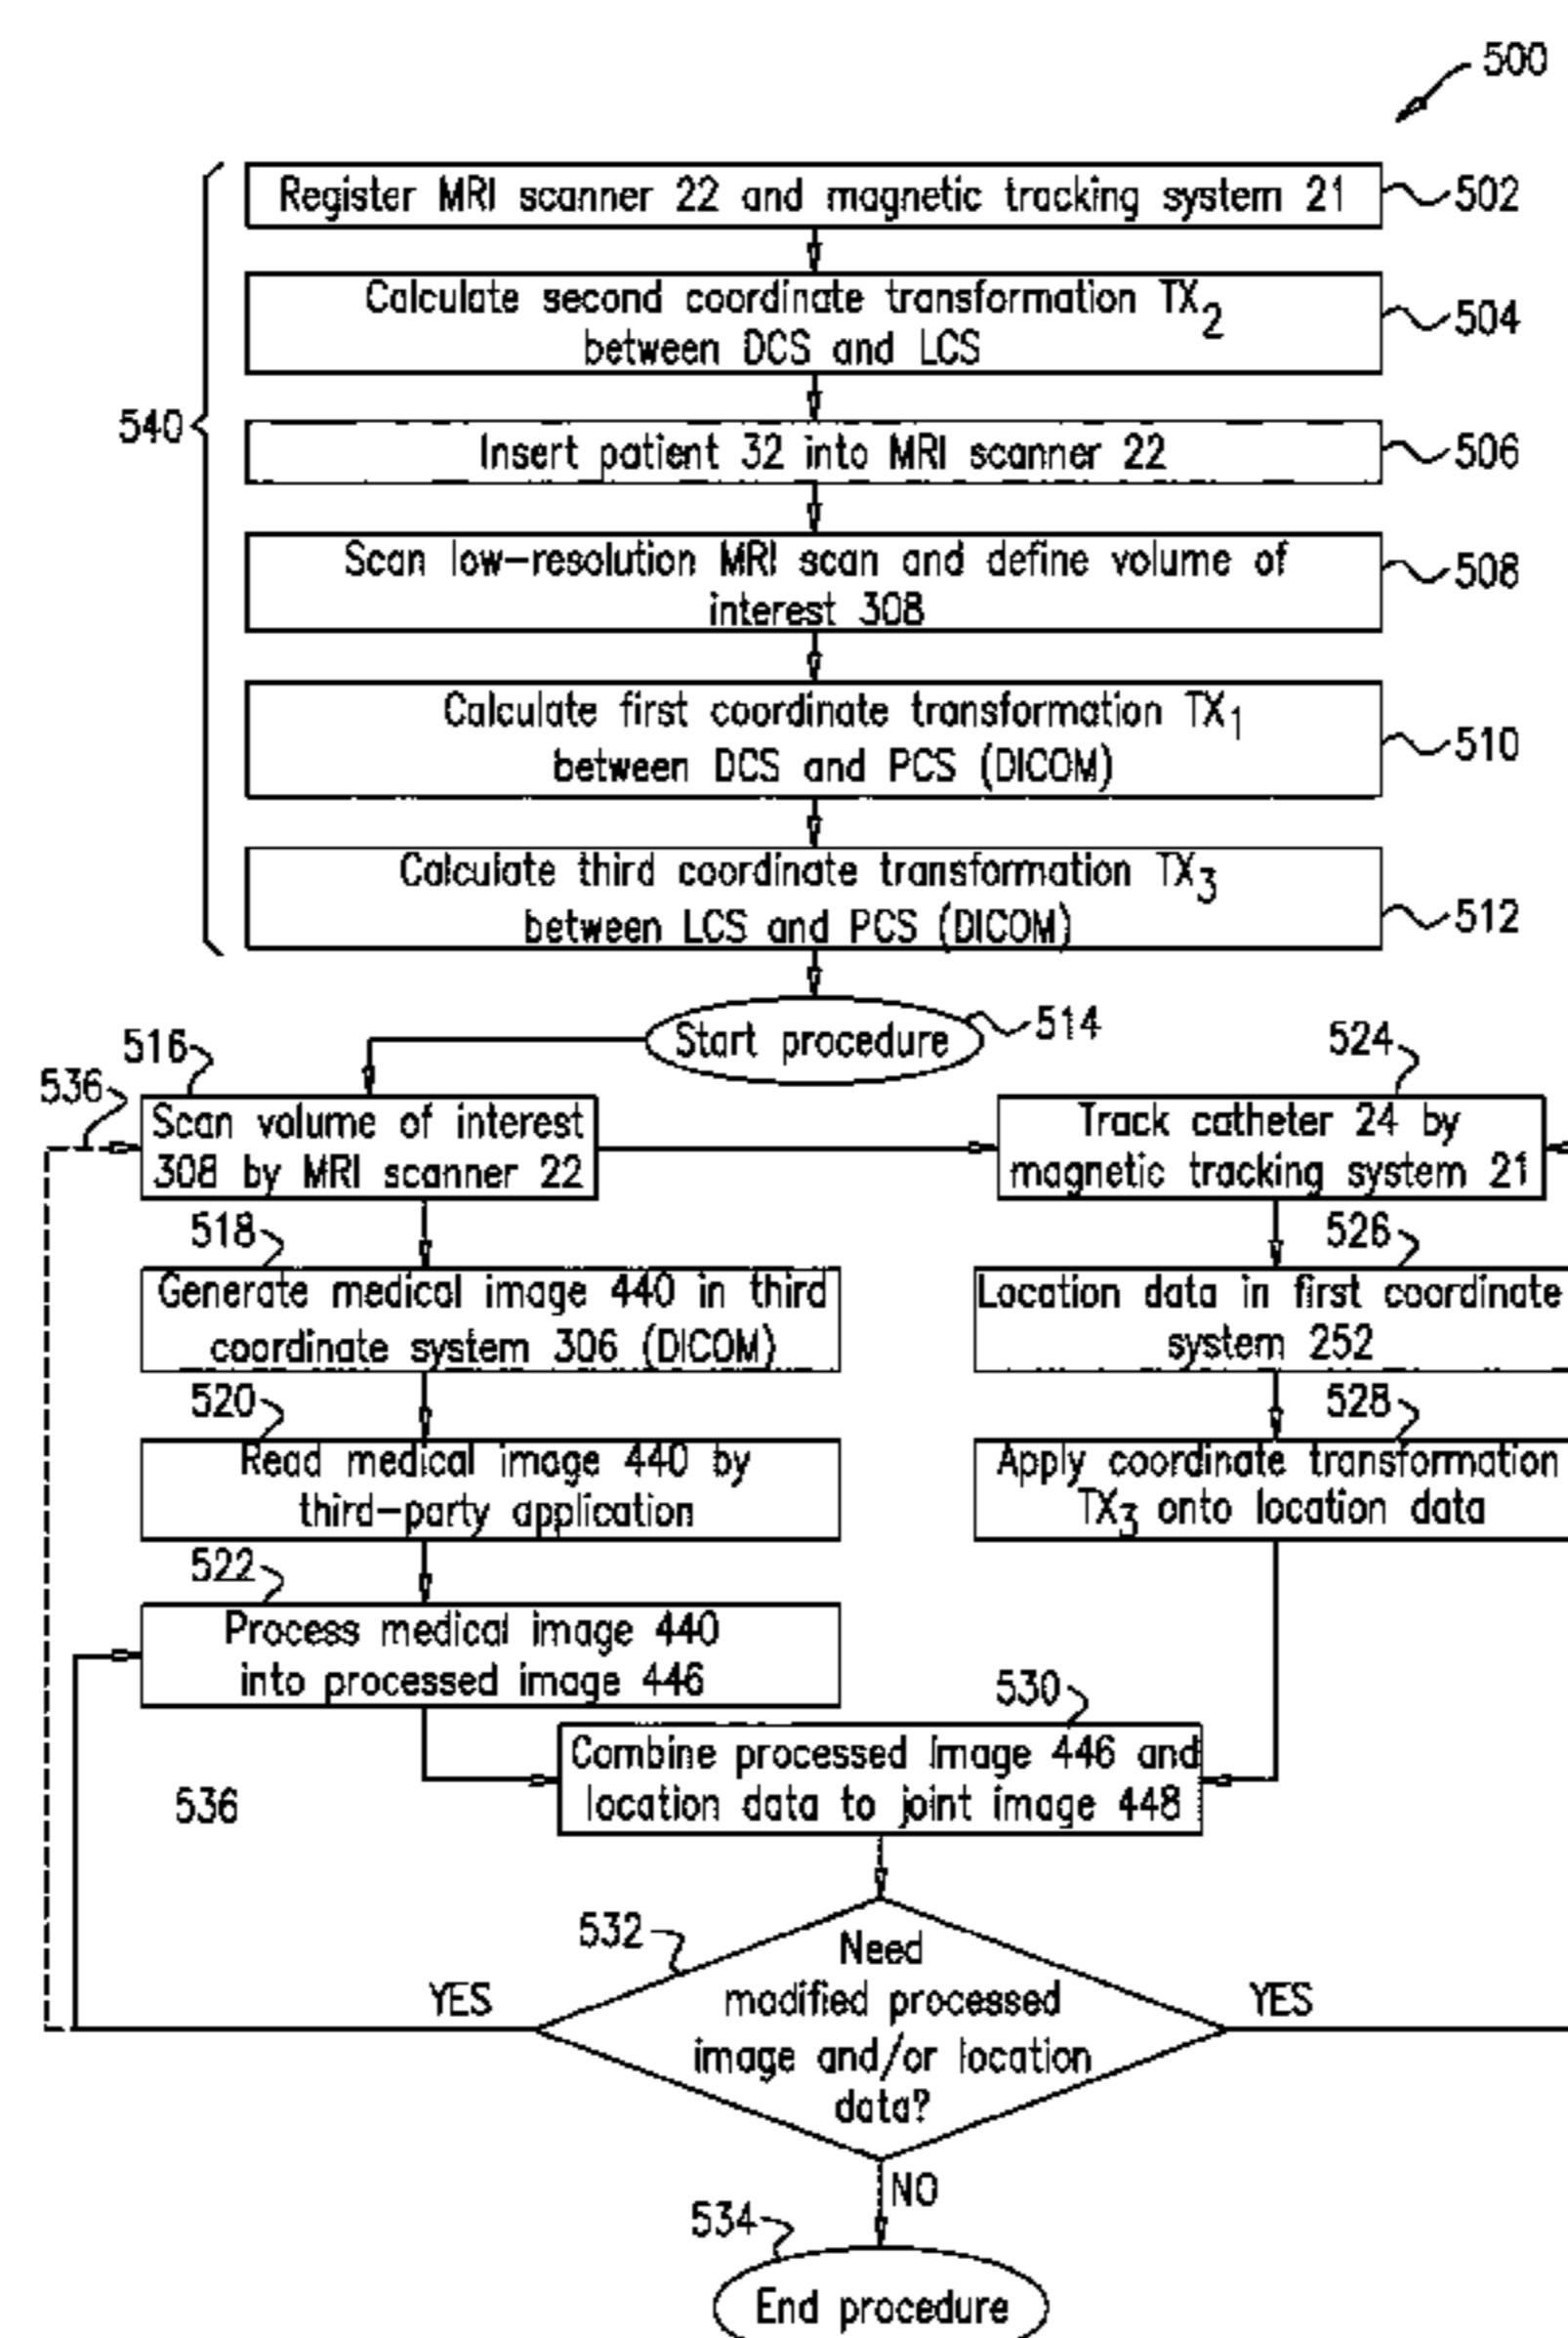 500
Register MRI scanner 22 and magnetic tracking system 21
502
Calculate second coordinate transformation TX2
between DCS and LCS
504
540
Insert patient 32 into MRI scanner 22
506
Scan low-resolution MRI scan and define volume of
interest 308
508
Calculate first coordinate transformation TX1
between DCS and PCS (DICOM)
510
Calculate third coordinate transformation TX3
between LCS and PCS (DICOM)
512
Start procedure
514
516
536
Scan volume of interest
308 by MRI scanner 22
524
Track catheter 24 by
magnetic tracking system 21
518
Generate medical image 440 in third
coordinate system 306 (DICOM)
526
Location data in first coordinate
system 252
520
Read medical image 440 by
third-party application
528
Apply coordinate transformation
TX3 onto location data
522
Process medical image 440
into processed image 446
530
Combine processed image 446 and
location data to joint image 448
536
532
Need
modified processed
image and/or location
data?
YES
YES
NO
534
End procedure